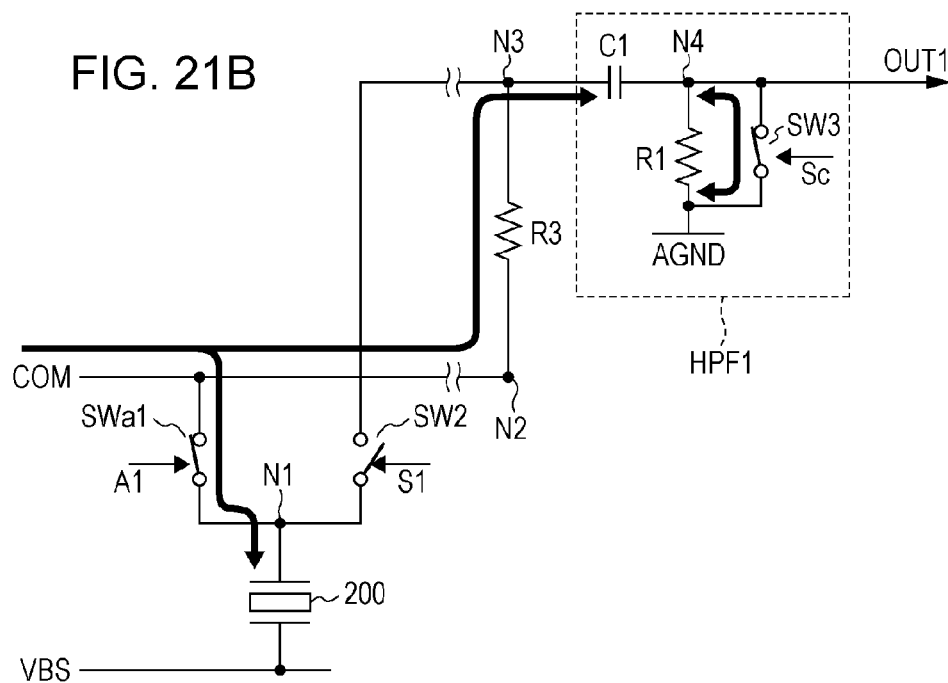 FIG. 21B
N3
C1
N4
OUT1
R1
SW3
Sc
R3
AGND
HPF1
COM
N2
SWa1
SW2
A1
N1
S1
200
VBS